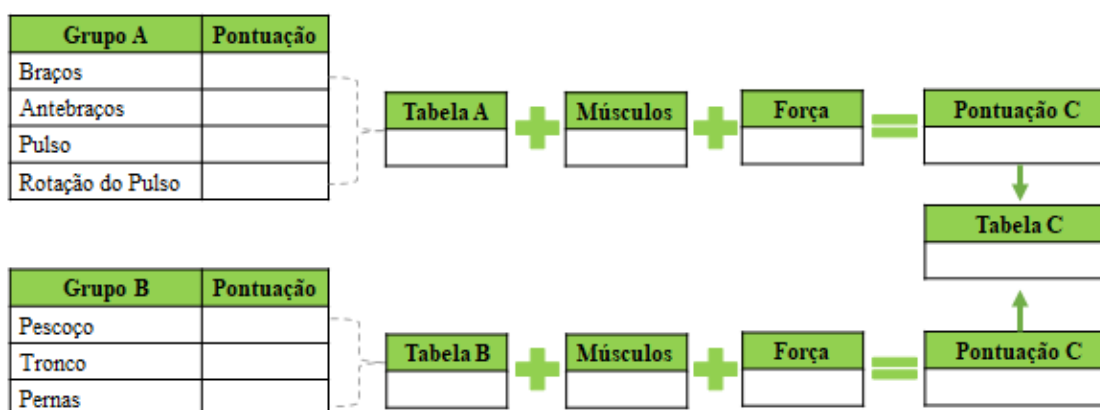 Grupo A Pontuação
Braços
Antebraços
Pulso
Rotação do Pulso
Tabela A Músculos Força Pontuação C
Tabela C
Grupo B Pontuação
Pescoço
Tronco
Pernas
Tabela B Músculos Força Pontuação C